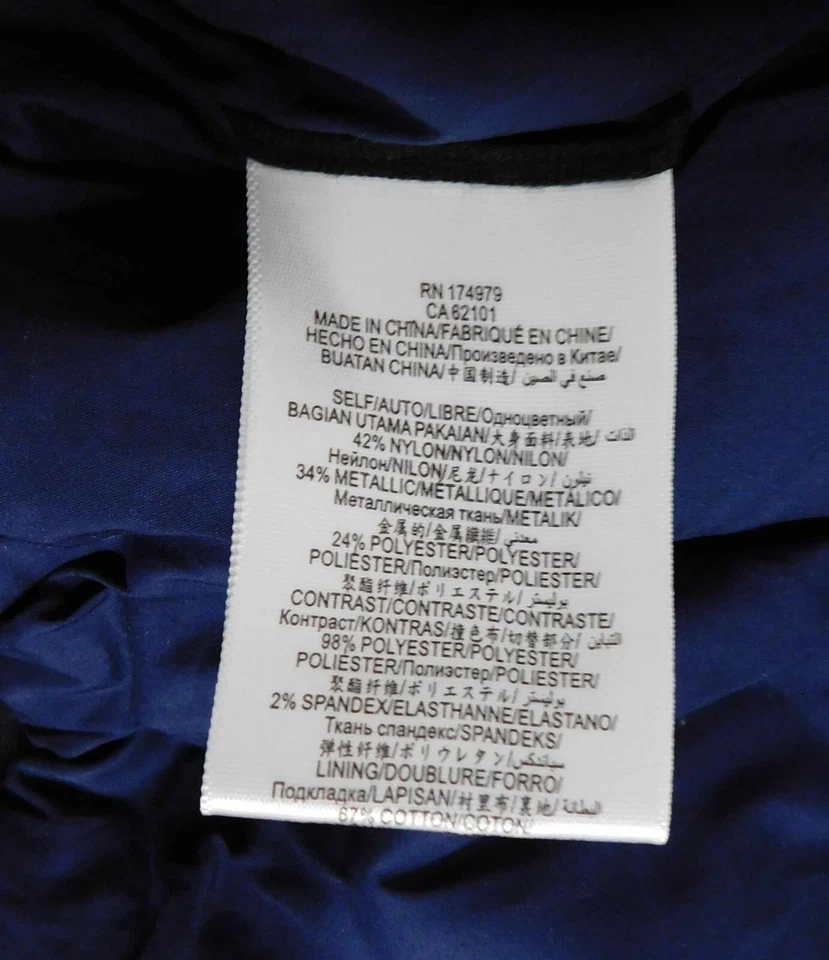 RN 174979
CA 62101
MADE IN CHINA/FABRIQUÉ EN CHINE/
HECHO EN CHINA/Произведено в Китае/
BUATAN CHINA/中国制造/ صنع في الصين
SELF/AUTO/LIBRE/Одноцветный/
BAGIAN UTAMA PAKAIAN/大身面料/表地/ الذات
42% NYLON/NYLON/NILON/
Нейлон/NILON/尼龙/ナイロン/ نيلون
34% METALLIC/MÉTALLIQUE/METÁLICO/
Металлическая ткань/METALIK/
金属的/金属繊維/ معدني
24% POLYESTER/POLYESTER/
POLIÉSTER/Полиэстер/POLIESTER/
聚酯纤维/ポリエステル/ بوليستر
CONTRAST/CONTRASTE/CONTRASTE/
Контраст/KONTRAS/撞色布/切替部分/ التباين
98% POLYESTER/POLYESTER/
POLIÉSTER/Полиэстер/POLIESTER/
聚酯纤维/ポリエステル/ بوليستر
2% SPANDEX/ELASTHANNE/ELASTANO/
Ткань спандекс/SPANDEKS/
弹性纤维/ポリウレタン/ سباندكس
LINING/DOUBLURE/FORRO/
Подкладка/LAPISAN/衬里布/裏地/ البطانة
67% COTTON/COTON/